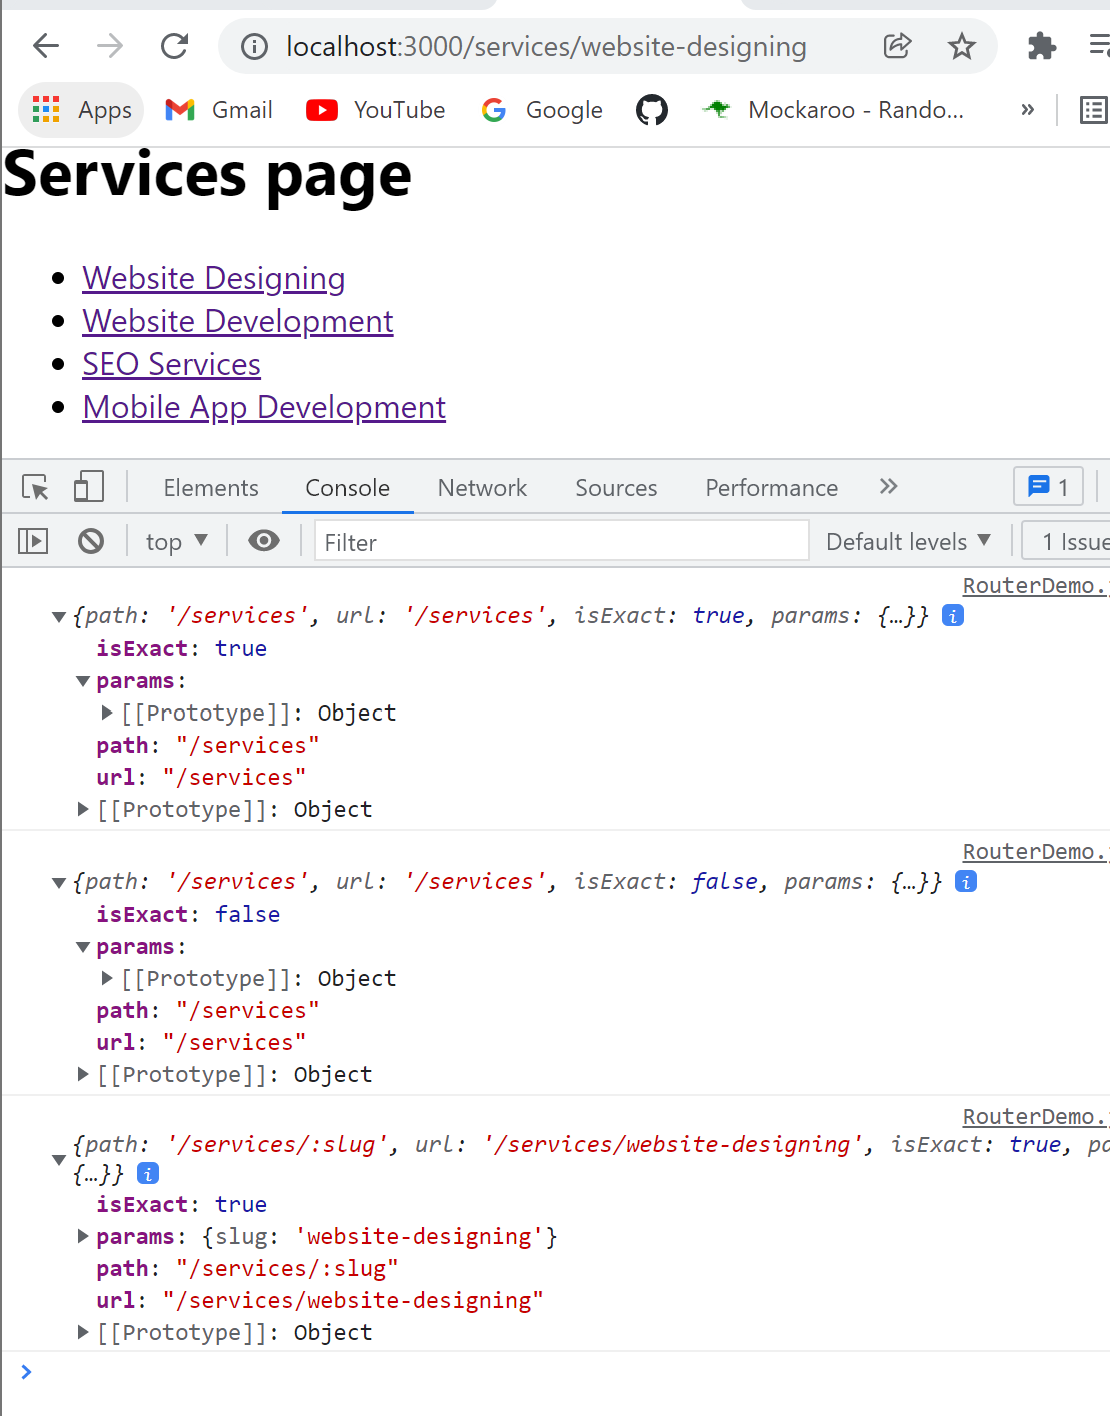 localhost:3000/services/website-designing
Apps Gmail YouTube Google Mockaroo - Rando... »
Services page
Website Designing
Website Development
SEO Services
Mobile App Development
Elements Console Network Sources Performance » 1
top ▼ Filter Default levels ▼ 1 Issue
RouterDemo.
▼ {path: '/services', url: '/services', isExact: true, params: {…}} i
isExact: true
▼ params:
▶ [[Prototype]]: Object
path: "/services"
url: "/services"
▶ [[Prototype]]: Object
RouterDemo.
▼ {path: '/services', url: '/services', isExact: false, params: {…}} i
isExact: false
▼ params:
▶ [[Prototype]]: Object
path: "/services"
url: "/services"
▶ [[Prototype]]: Object
RouterDemo.
▼ {path: '/services/:slug', url: '/services/website-designing', isExact: true, pa
{…}} i
isExact: true
▶ params: {slug: 'website-designing'}
path: "/services/:slug"
url: "/services/website-designing"
▶ [[Prototype]]: Object
>